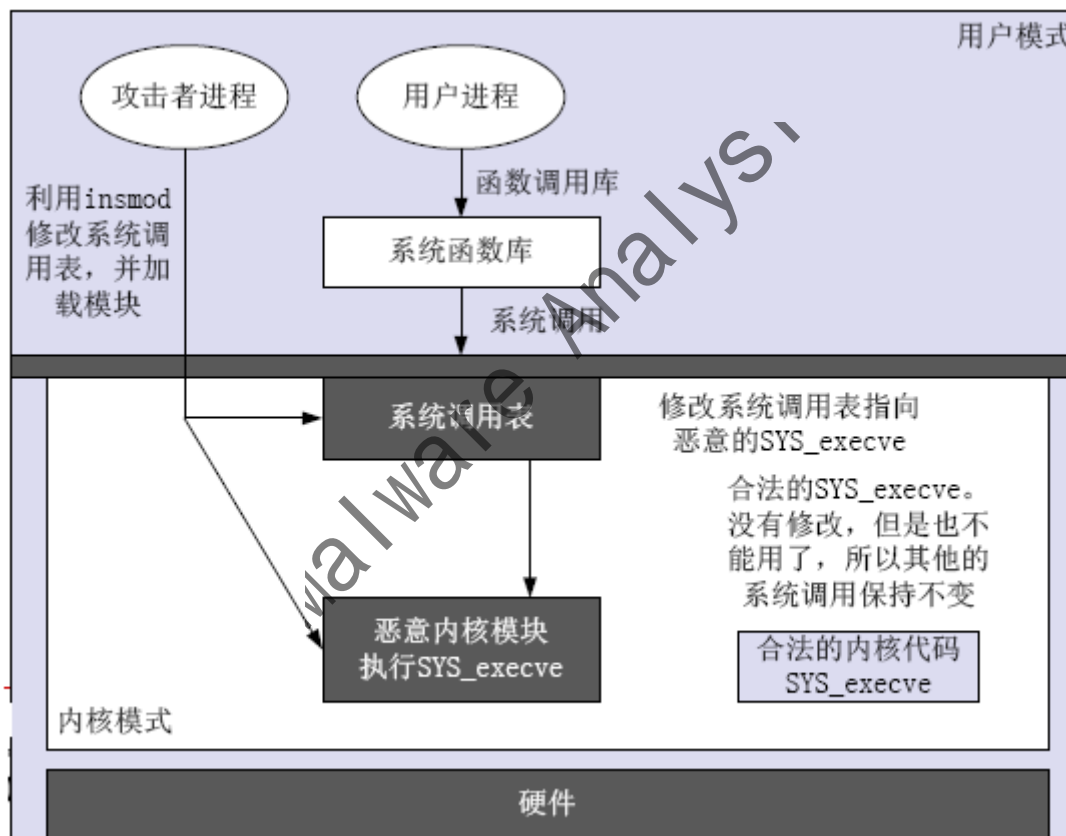 用户模式
攻击者进程
用户进程
利用insmod
修改系统调
用表，并加
载模块
函数调用库
系统函数库
系统调用
系统调用表
修改系统调用表指向
恶意的SYS_execve
合法的SYS_execve。
没有修改，但是也不
能用了，所以其他的
系统调用保持不变
恶意内核模块
执行SYS_execve
合法的内核代码
SYS_execve
内核模式
硬件
Malware Analys